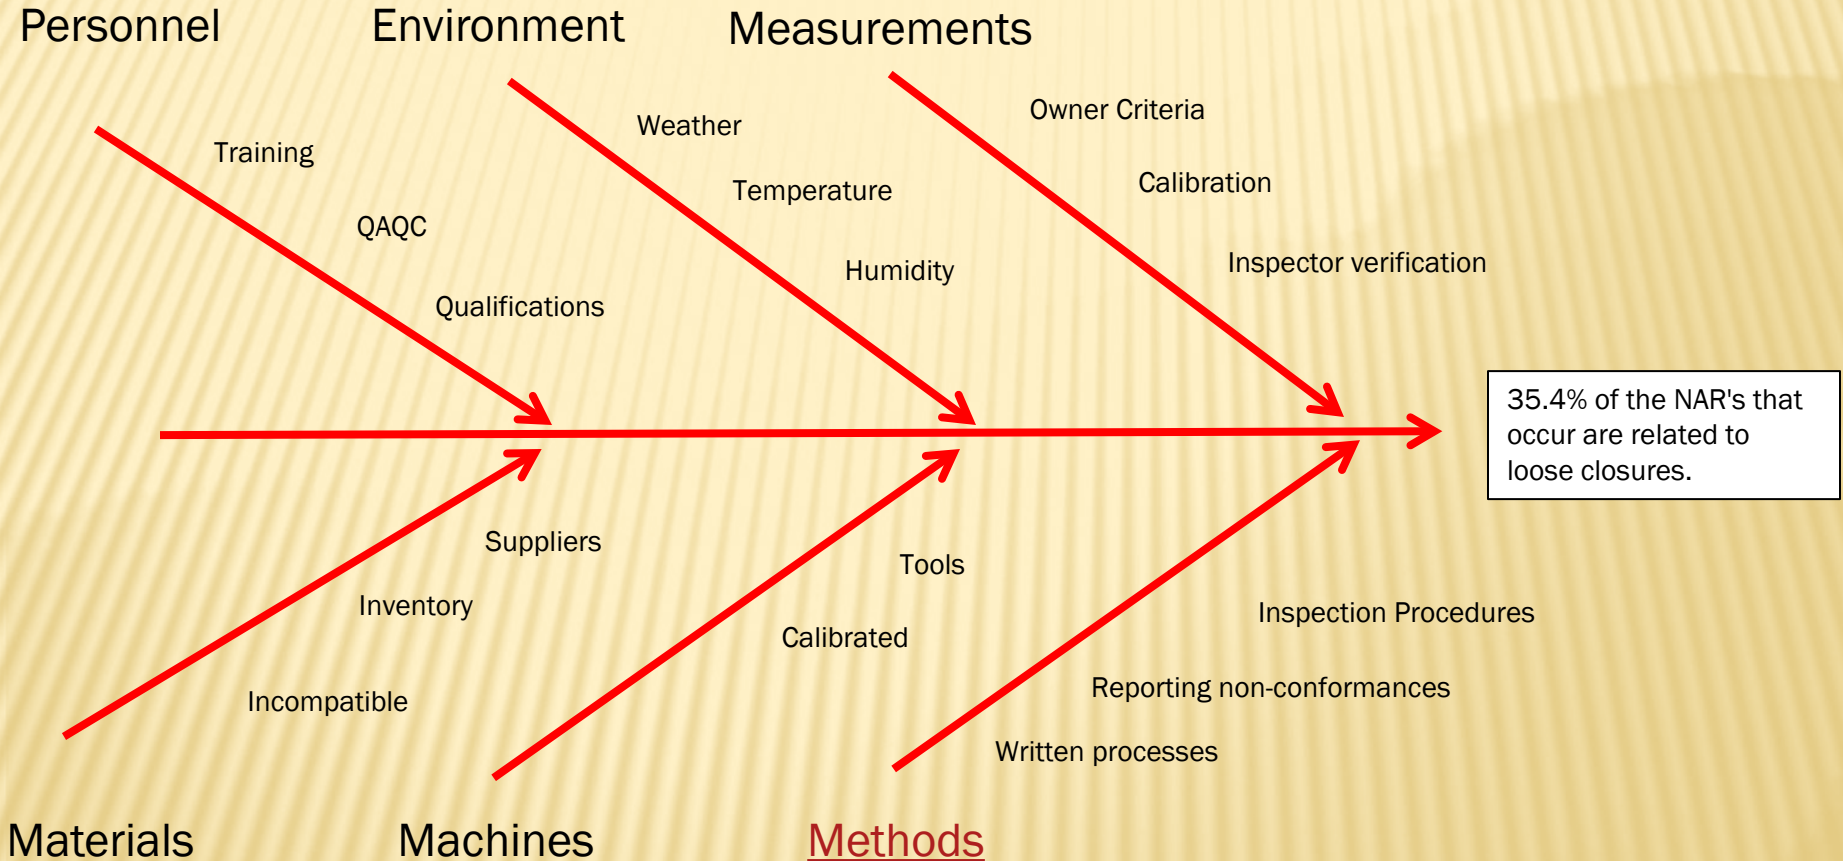 Personnel
Environment
Measurements
Training
QAQC
Qualifications
Weather
Temperature
Humidity
Owner Criteria
Calibration
Inspector verification
35.4% of the NAR's that
occur are related to
loose closures.
Suppliers
Inventory
Incompatible
Tools
Calibrated
Inspection Procedures
Reporting non-conformances
Written processes
Materials
Machines
Methods